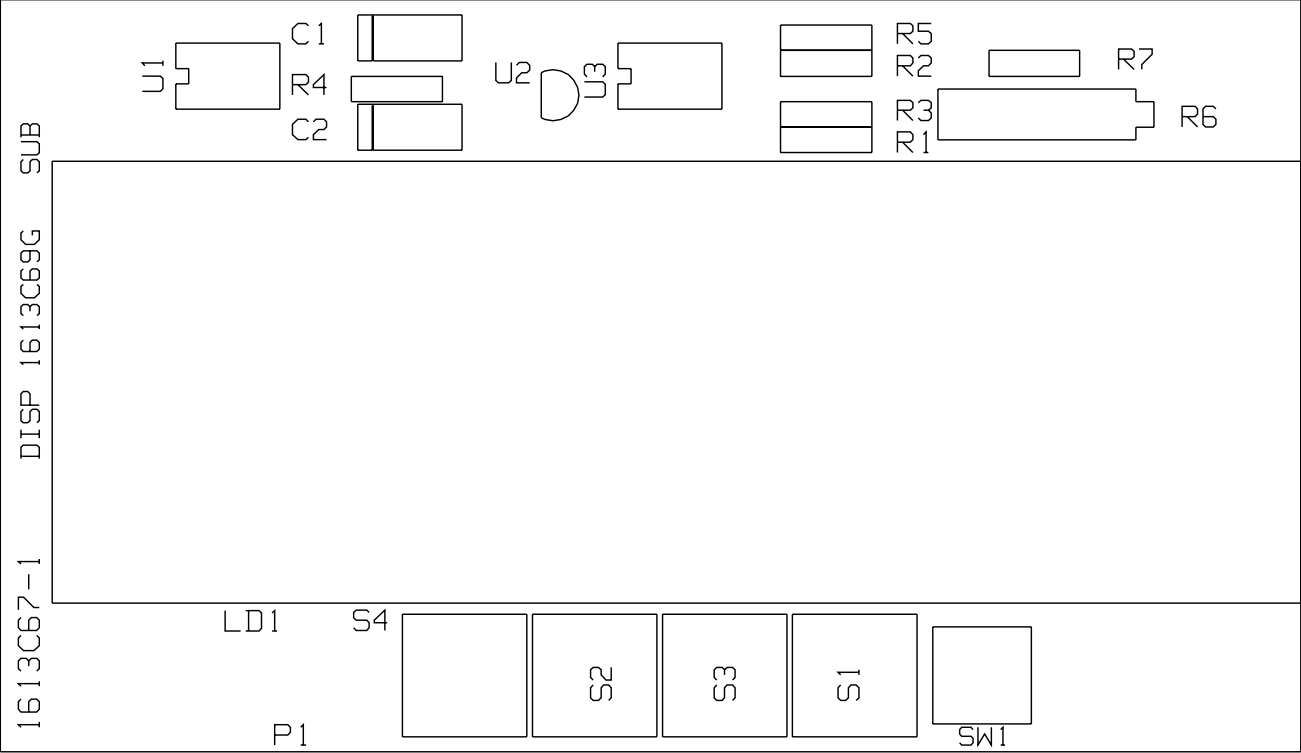 C1
R5
U1
R4
U2
U3
R2
R7
C2
R3
R6
R1
1613C67-1 DISP 1613C69G SUB
LD1
S4
S2
S3
S1
P1
SW1